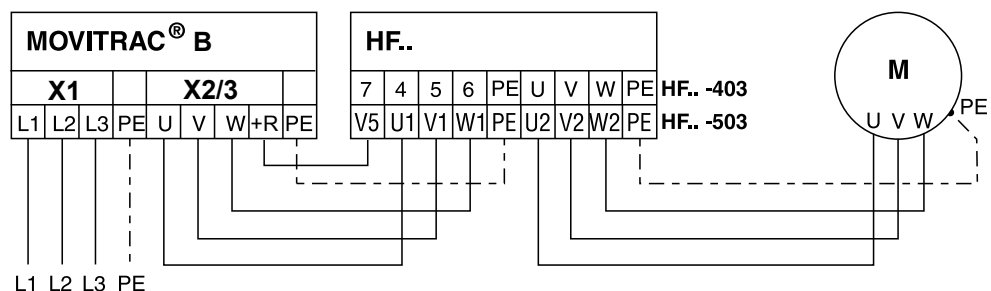 MOVITRAC® B
HF..
M
X1 X2/3
7 4 5 6 PE U V W PE HF.. -403
L1 L2 L3 PE U V W +R PE
V5 U1 V1 W1 PE U2 V2 W2 PE HF.. -503
U V W PE
L1 L2 L3 PE